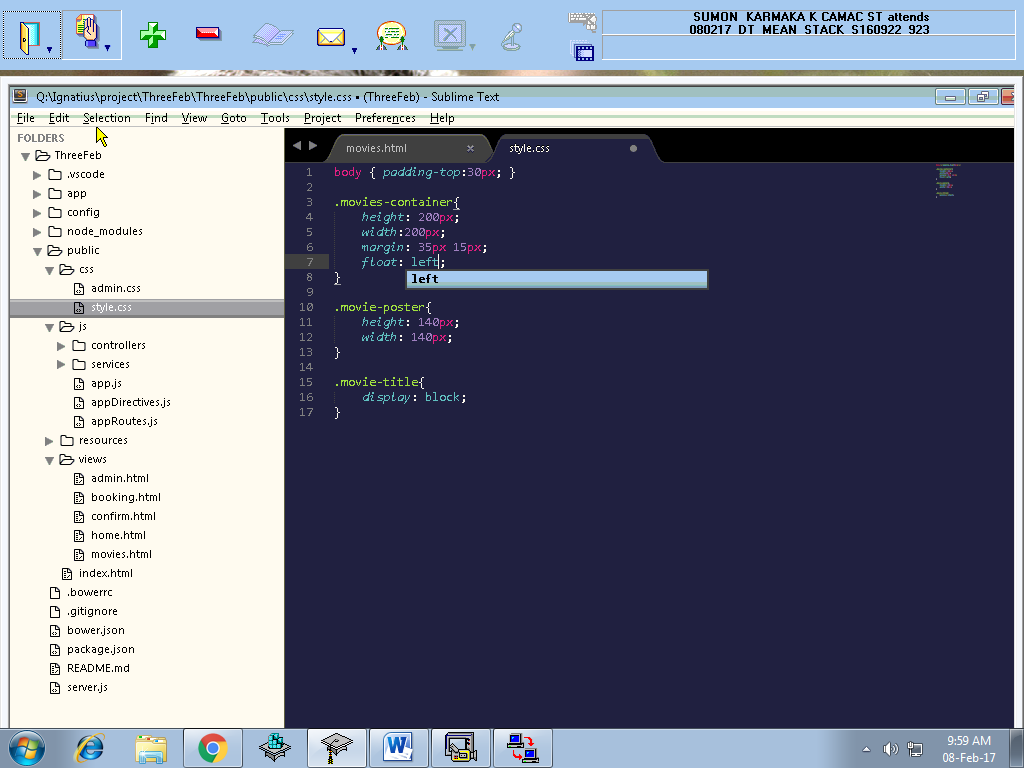 SUMON KARMAKA K CAMAC ST attends
080217 DT MEAN STACK S160922 923
Q:\Ignatius\project\ThreeFeb\ThreeFeb\public\css\style.css • (ThreeFeb) - Sublime Text
File Edit Selection Find View Goto Tools Project Preferences Help
FOLDERS
ThreeFeb
.vscode
app
config
node_modules
public
css
admin.css
style.css
js
controllers
services
app.js
appDirectives.js
appRoutes.js
resources
views
admin.html
booking.html
confirm.html
home.html
movies.html
index.html
.bowerrc
.gitignore
bower.json
package.json
README.md
server.js
movies.html × style.css
1 body { padding-top:30px; }
2
3 .movies-container{
4 height: 200px;
5 width:200px;
6 margin: 35px 15px;
7 float: left;
left
8 }
9
10 .movie-poster{
11 height: 140px;
12 width: 140px;
13 }
14
15 .movie-title{
16 display: block;
17 }
9:59 AM
08-Feb-17